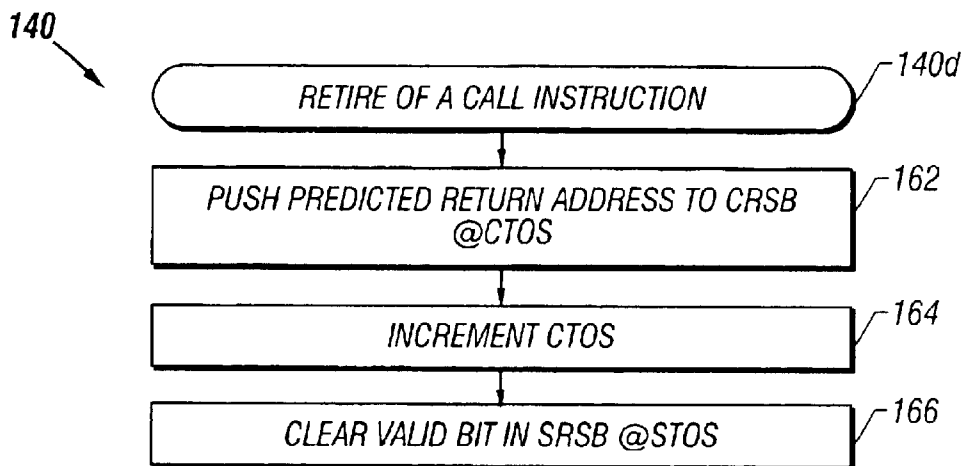 140
RETIRE OF A CALL INSTRUCTION
140d
PUSH PREDICTED RETURN ADDRESS TO CRSB
@CTOS
162
INCREMENT CTOS
164
CLEAR VALID BIT IN SRSB @STOS
166